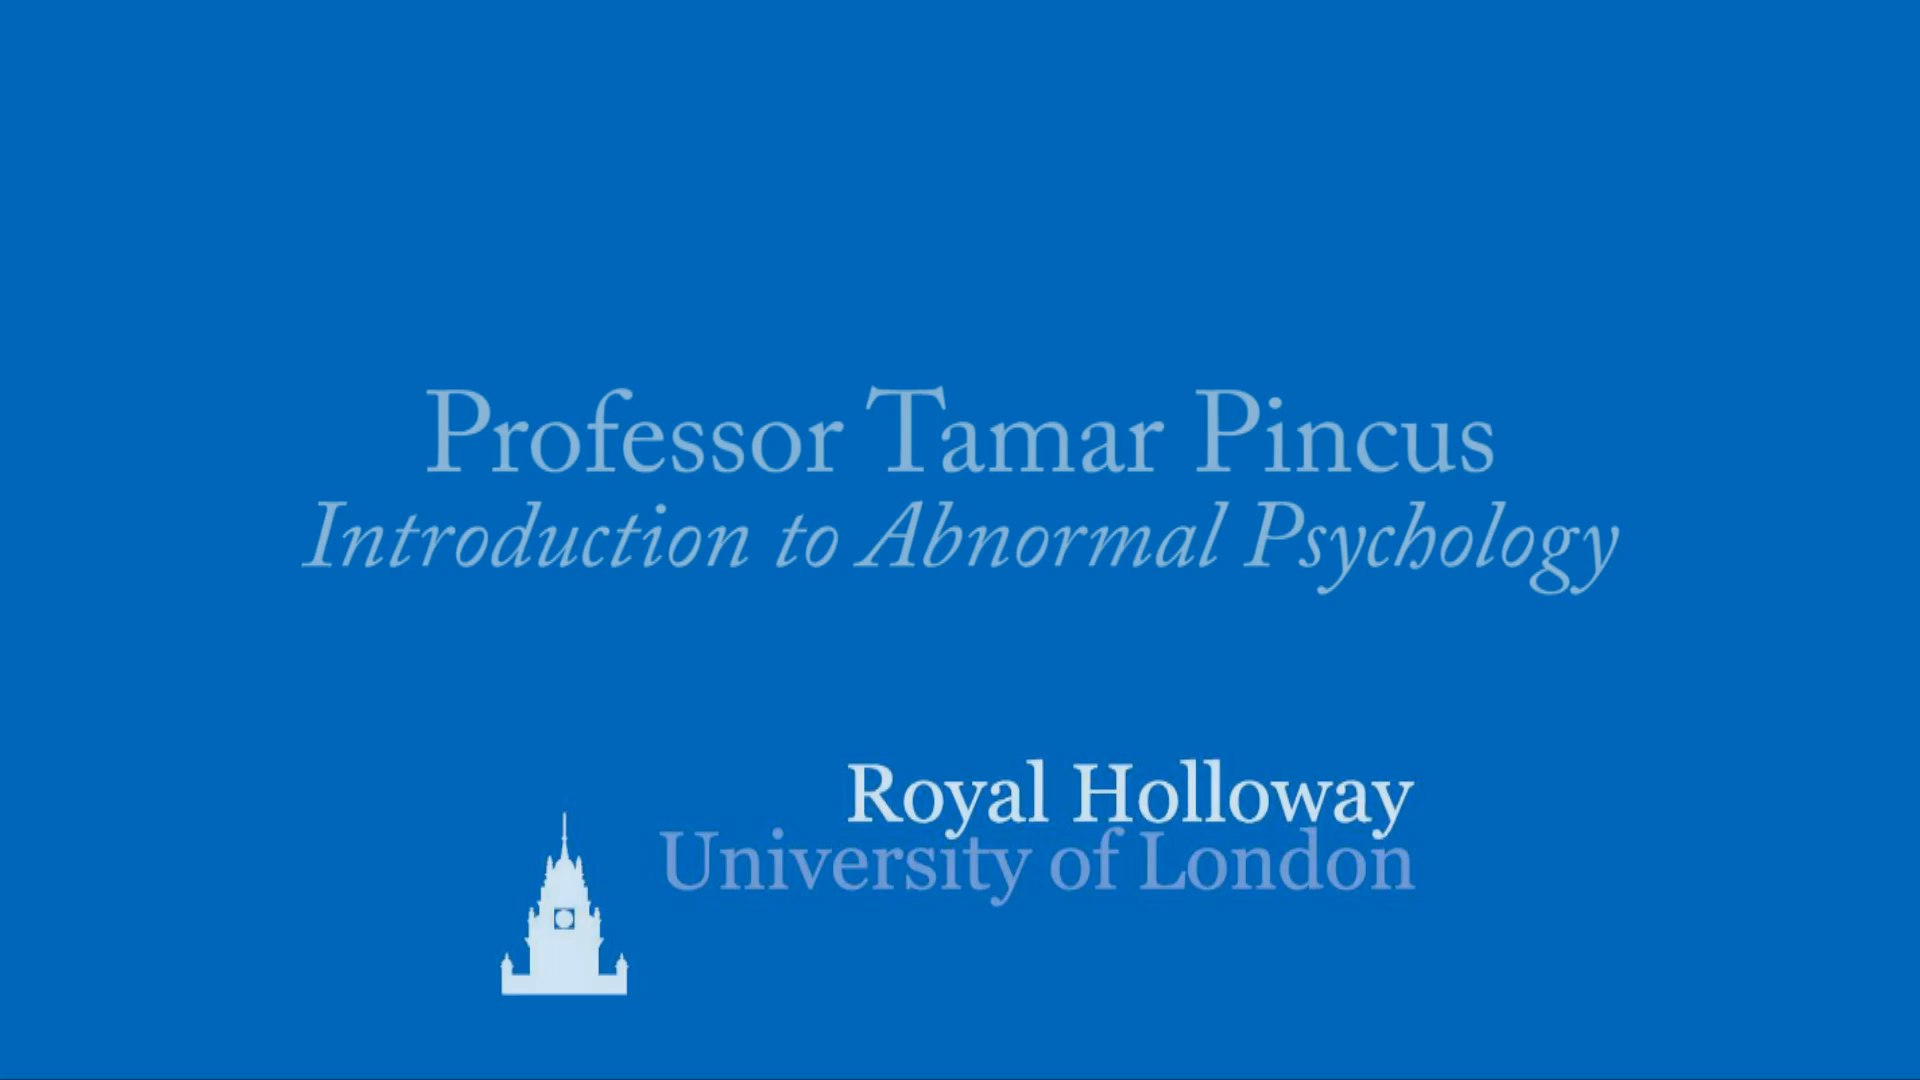 Professor Tamar Pincus
Introduction to Abnormal Psychology
Royal Holloway
University of London